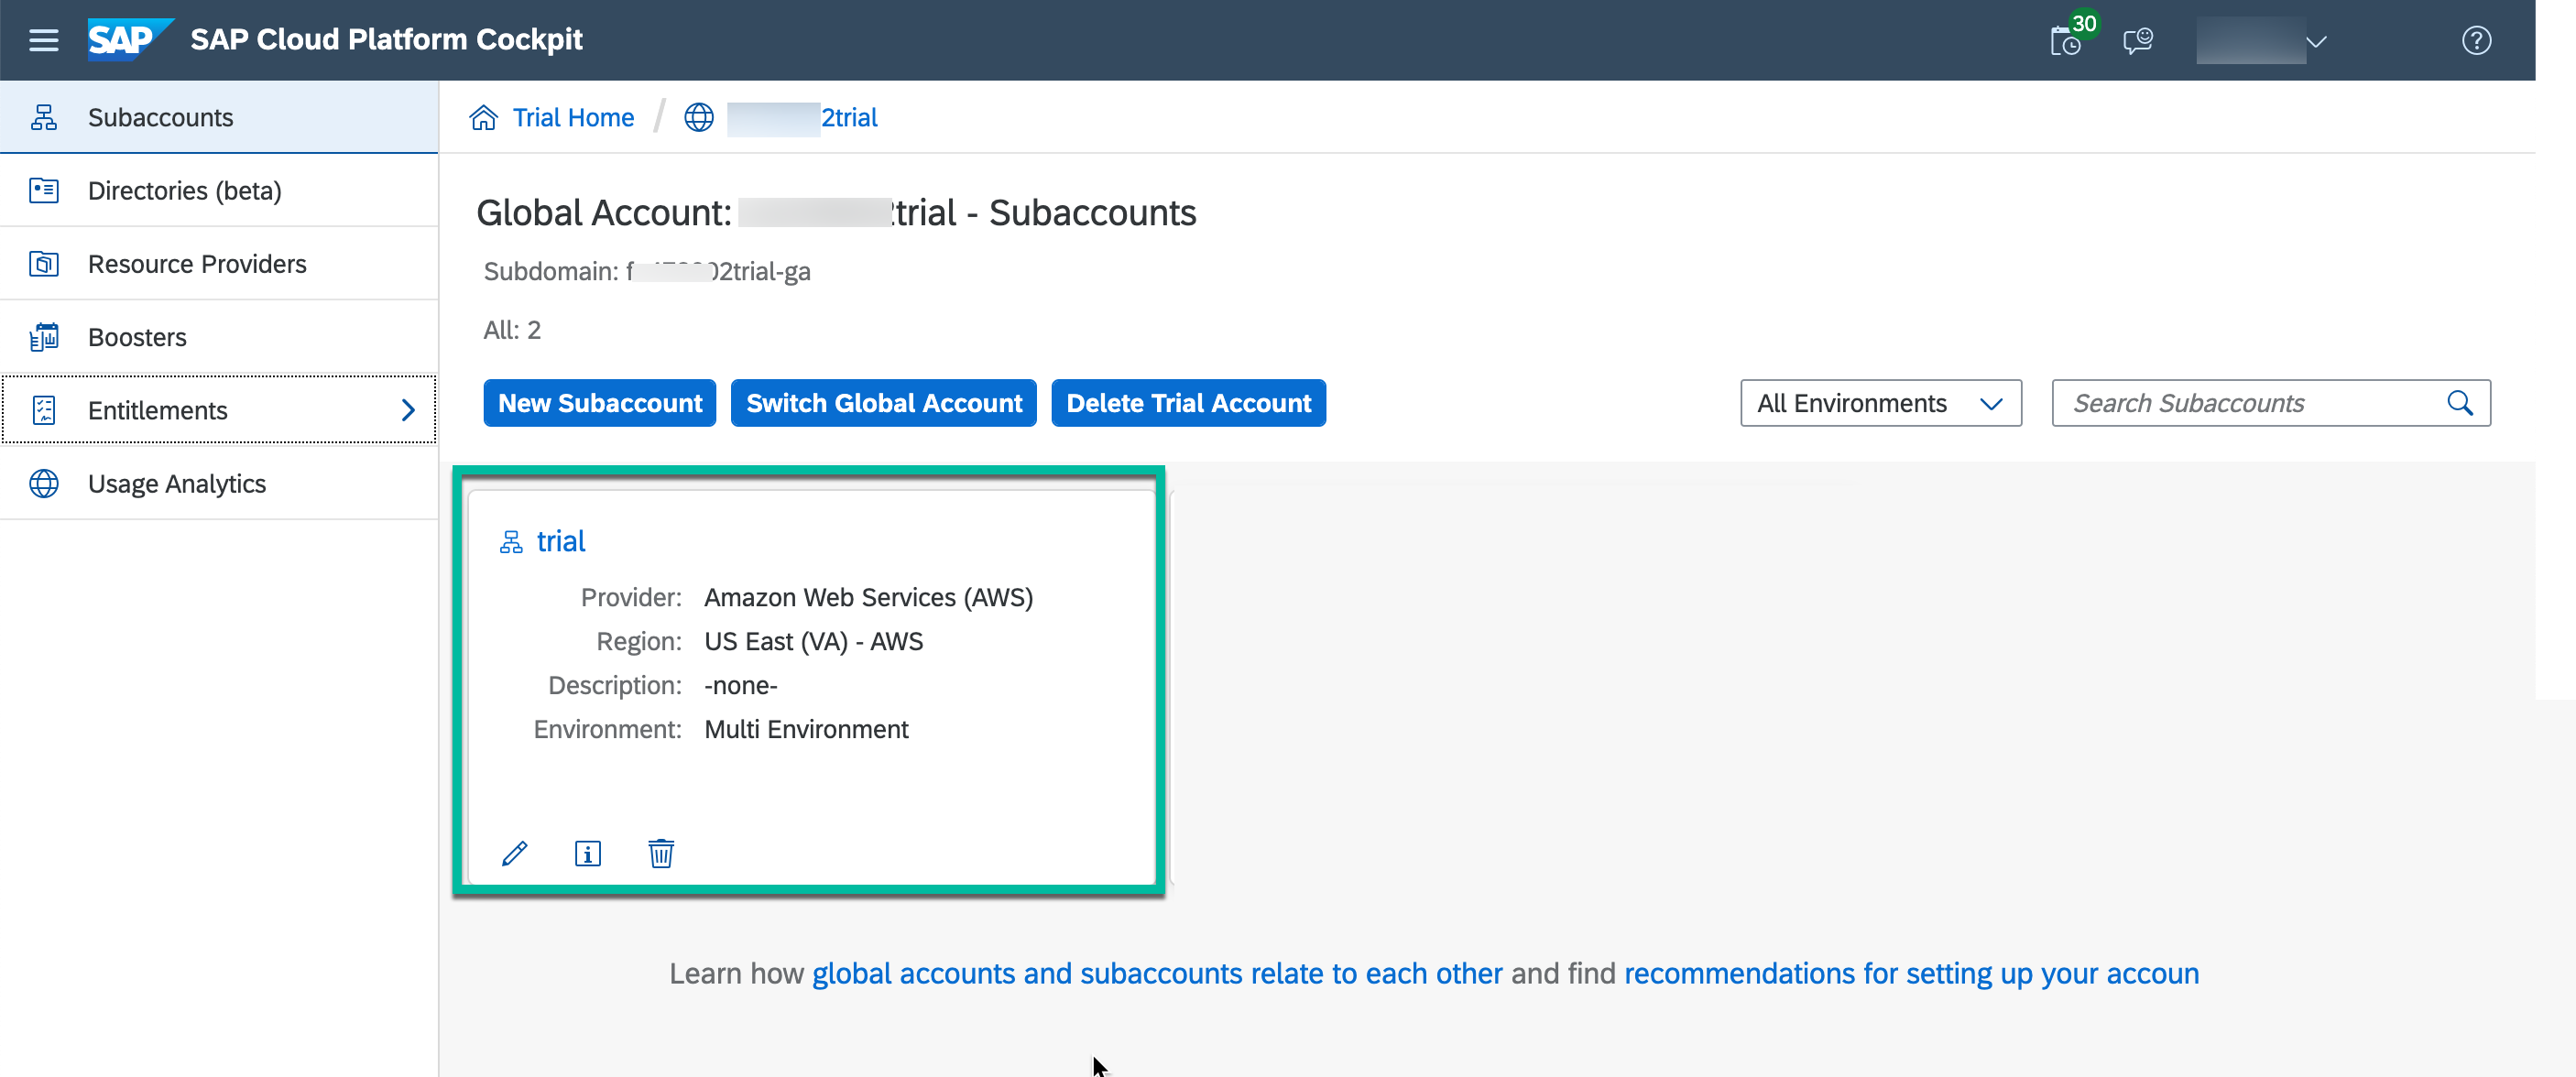 SAP SAP Cloud Platform Cockpit 30
Subaccounts
Directories (beta)
Resource Providers
Boosters
Entitlements
Usage Analytics
Trial Home / 2trial
Global Account: trial - Subaccounts
Subdomain: 2trial-ga
All: 2
New Subaccount Switch Global Account Delete Trial Account All Environments Search Subaccounts
trial
Provider: Amazon Web Services (AWS)
Region: US East (VA) - AWS
Description: -none-
Environment: Multi Environment
Learn how global accounts and subaccounts relate to each other and find recommendations for setting up your accoun